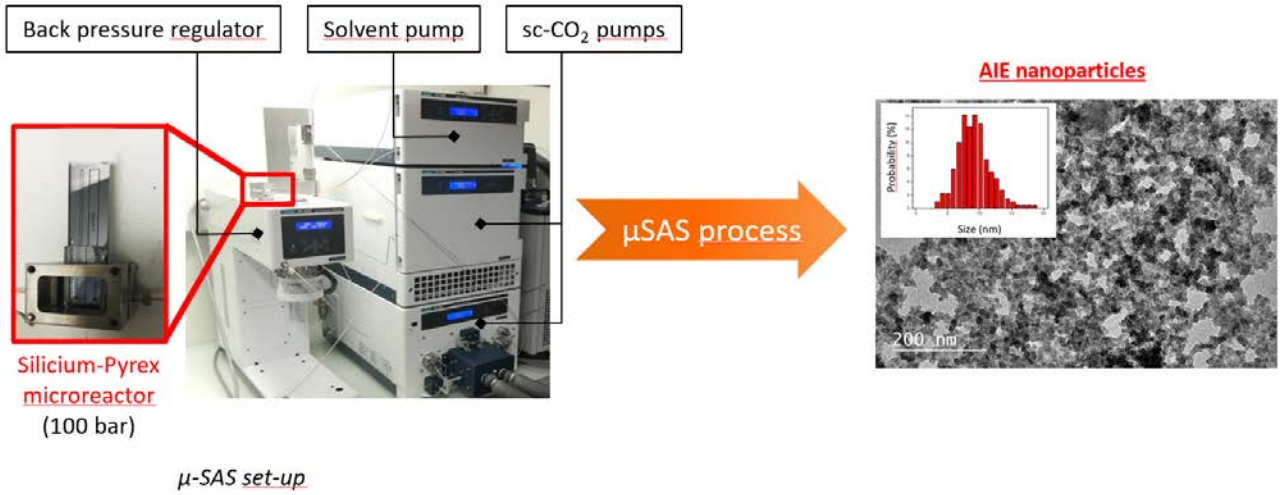 Back pressure regulator
Solvent pump
sc-CO₂ pumps
AIE nanoparticles
Probability (%)
Size (nm)
µSAS process
200 nm
Silicium-Pyrex
microreactor
(100 bar)
µ-SAS set-up